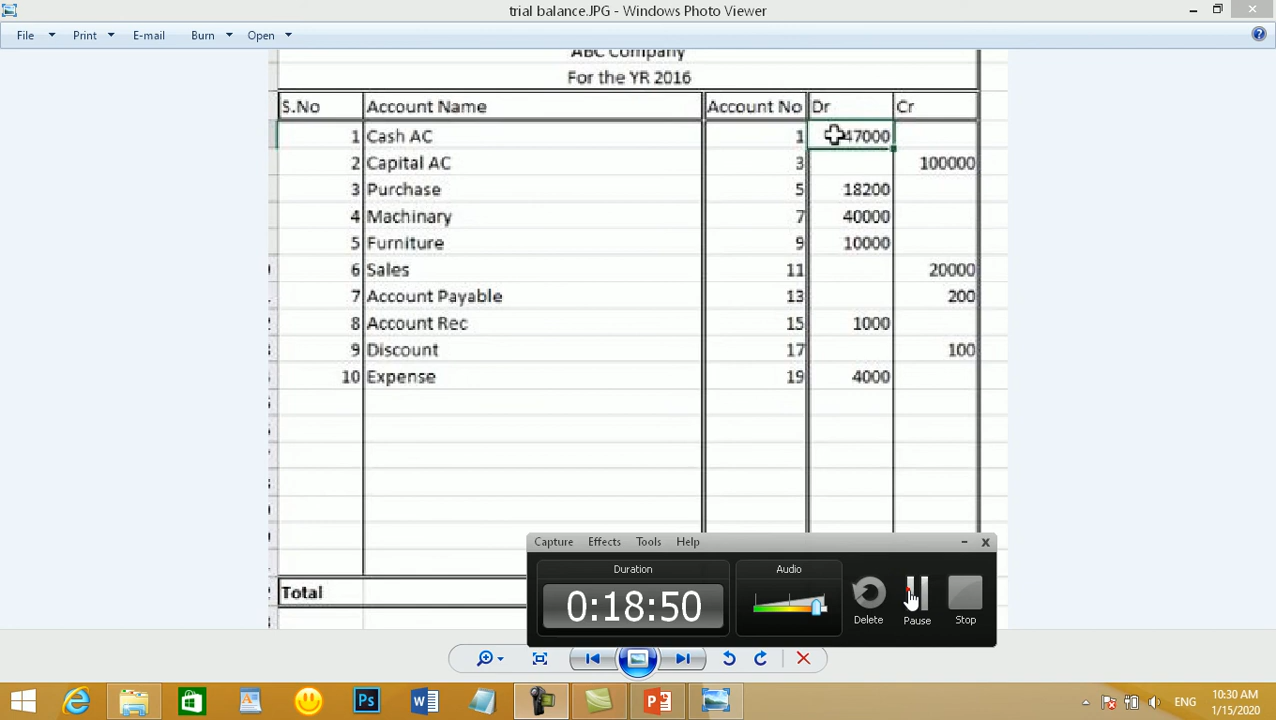 trial balance.JPG - Windows Photo Viewer
File Print E-mail Burn Open
ABC Company
For the YR 2016
S.No Account Name Account No Dr Cr
1 Cash AC 1 47000
2 Capital AC 3 100000
3 Purchase 5 18200
4 Machinary 7 40000
5 Furniture 9 10000
6 Sales 11 20000
7 Account Payable 13 200
8 Account Rec 15 1000
9 Discount 17 100
10 Expense 19 4000
Total
Capture Effects Tools Help
Duration Audio
0:18:50
Delete Pause Stop
Ps
ENG
10:30 AM
1/15/2020